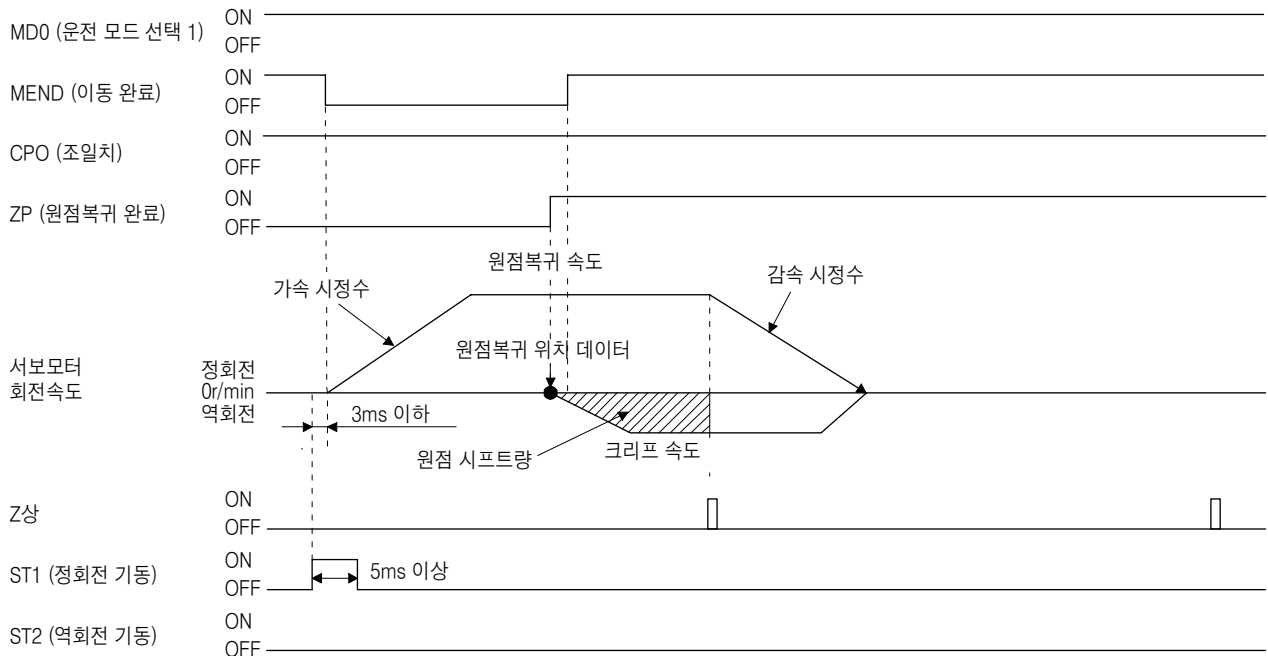 MD0 (운전 모드 선택 1)
ON
OFF
MEND (이동 완료)
ON
OFF
CPO (조일치)
ON
OFF
ZP (원점복귀 완료)
ON
OFF
원점복귀 속도
가속 시정수
감속 시정수
원점복귀 위치 데이터
서보모터
회전속도
정회전
0r/min
역회전
3ms 이하
원점 시프트량
크리프 속도
Z상
ON
OFF
ST1 (정회전 기동)
ON
OFF
5ms 이상
ST2 (역회전 기동)
ON
OFF